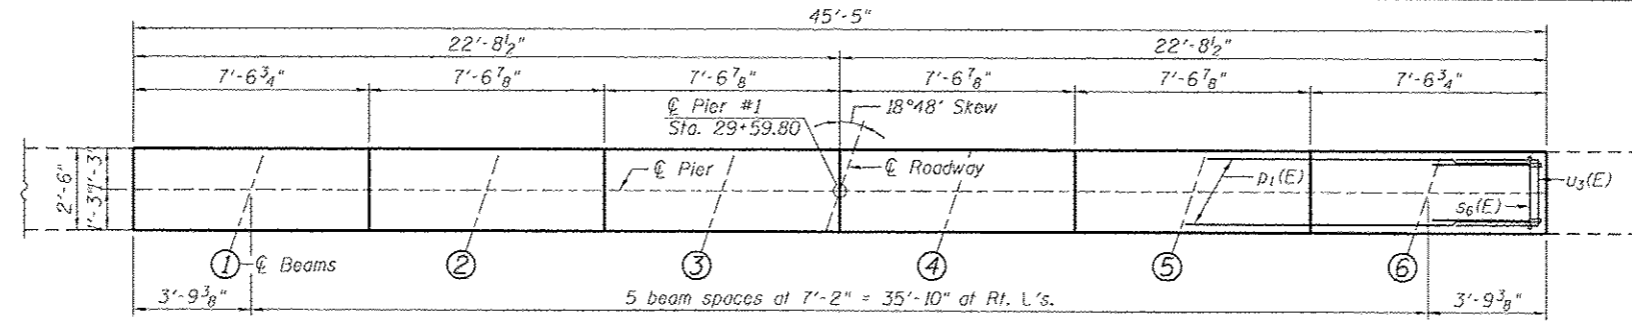 45'-5"
22'-8½"
22'-8½"
7'-6¾"
7'-6⅞"
7'-6⅞"
7'-6⅞"
7'-6⅞"
7'-6¾"
℄ Pier #1
Sta. 29+59.80
18°48' Skew
2'-6"
1'-3"
1'-3"
℄ Pier
℄ Roadway
p₁(E)
u₃(E)
s₆(E)
1
2
3
4
5
6
℄ Beams
3'-9⅜"
5 beam spaces at 7'-2" = 35'-10" at Rt. L's.
3'-9⅜"